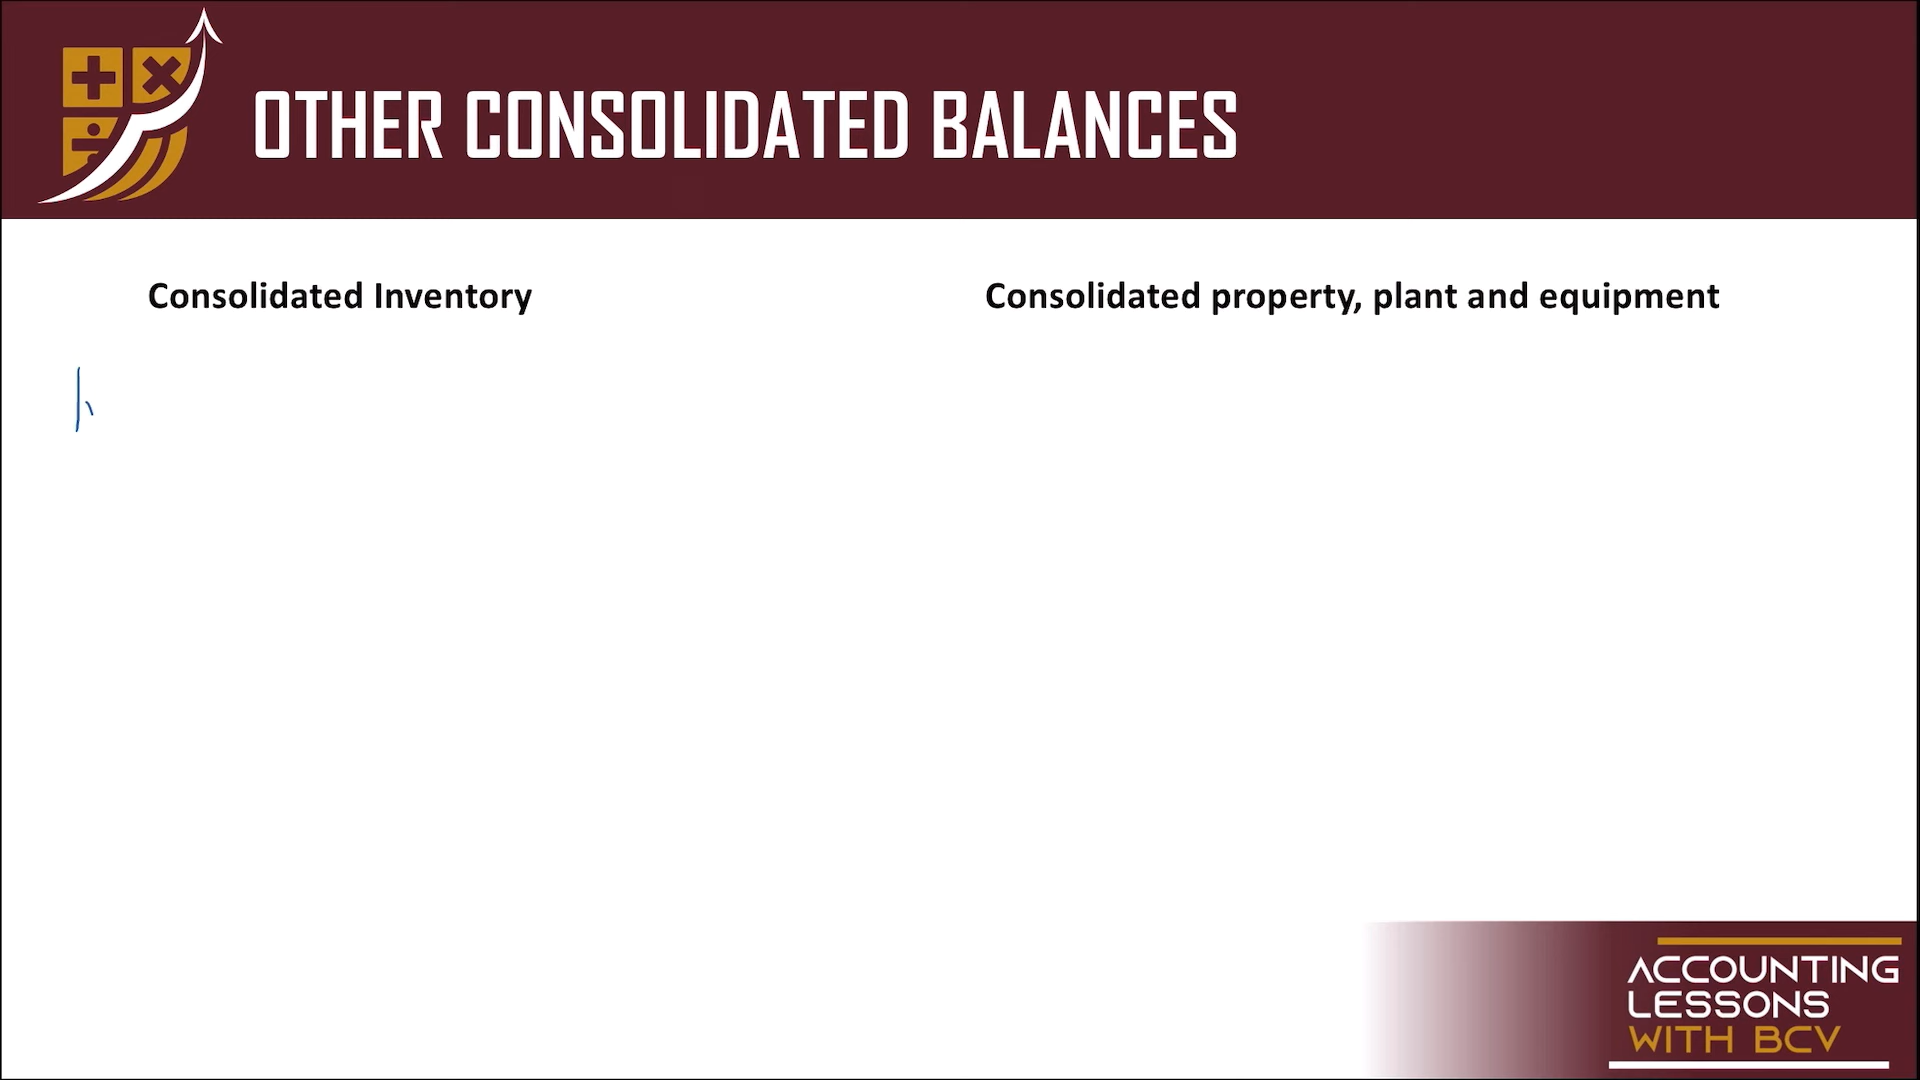 OTHER CONSOLIDATED BALANCES
Consolidated Inventory
Consolidated property, plant and equipment
ACCOUNTING
LESSONS
WITH BCV